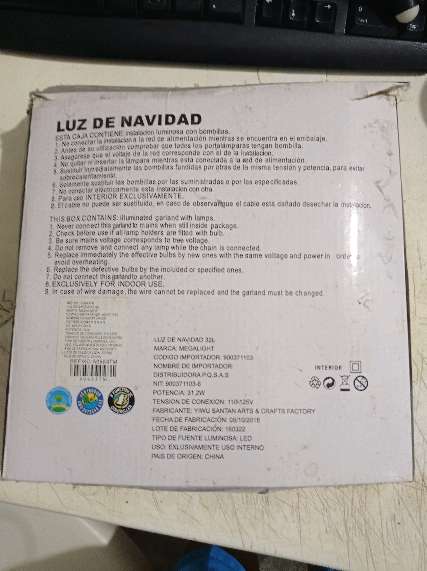 LUZ DE NAVIDAD
ESTA CAJA CONTIENE instalacion luminosa con bombillas.
1. No conectar la instalacion a la red de alimentación mientras se encuentra en el embalaje.
2. Antes de su utilización comprobar que todos los portalámparas tengan bombilla.
3. Asegurese que el voltaje de la red corresponde con el de la instalacion.
4. No quitar ni insertar la lámpara mientras está conectada a la red de alimentación.
5. Sustituir inmediatamente las bombillas fundidas por otras de la misma tensión y potencia, para evitar
sobrecalentamiento.
6. Solamente sustituir las bombillas por las suministradas o por las especificadas.
7. No conectar eléctricamente esta instalacion con otra
8. Para uso INTERIOR EXCLUSIVAMENTE.
9. El cable no puede ser sustituido, en caso de observar que el cable está dañado desechar la instalación.
THIS BOX CONTAINS: illuminated garland with lamps.
1. Never connect this garland to mains when still inside package.
2. Check before use if all lamp holders are fitted with bulb.
3. Be sure mains voltage corresponds to tree voltage.
4. Do not remove and connect any lamp while the chain is connected.
5. Replace immediately the effective bulbs by new ones with the same voltage and power in order
avoid overheating.
6. Replace the defective bulbs by the included or specified ones.
7. Do not connect this garland to another.
8. EXCLUSIVELY FOR INDOOR USE.
9. In case of wire damage, the wire cannot be replaced and the garland must be changed.
LUZ DE NAVIDAD 32L
MARCA: MEGALIGHT
CODIGO IMPORTADOR: 900371103
NOMBRE DE IMPORTADOR:
DISTRIBUIDORA P.Q.S.A.S
NIT: 900371103-6
POTENCIA: 31.2W
TENSION DE CONEXION: 110-125V
FABRICANTE: YIWU SANTAN ARTS & CRAFTS FACTORY
FECHA DE FABRICACIÓN: 08/10/2016
LOTE DE FABRICACIÓN: 160322
TIPO DE FUENTE LUMINOSA: LED
USO: EXLUSIVAMENTE USO INTERNO
PAIS DE ORIGEN: CHINA
INTERIOR